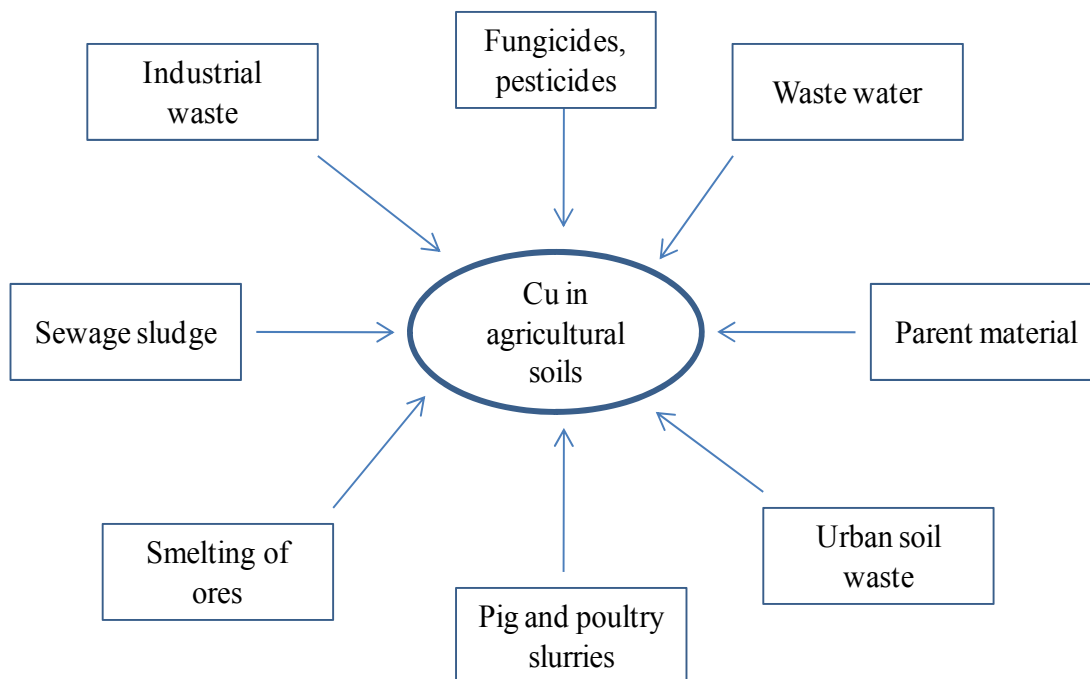 Industrial
waste
Fungicides,
pesticides
Waste water
Sewage sludge
Cu in
agricultural
soils
Parent material
Smelting of
ores
Pig and poultry
slurries
Urban soil
waste